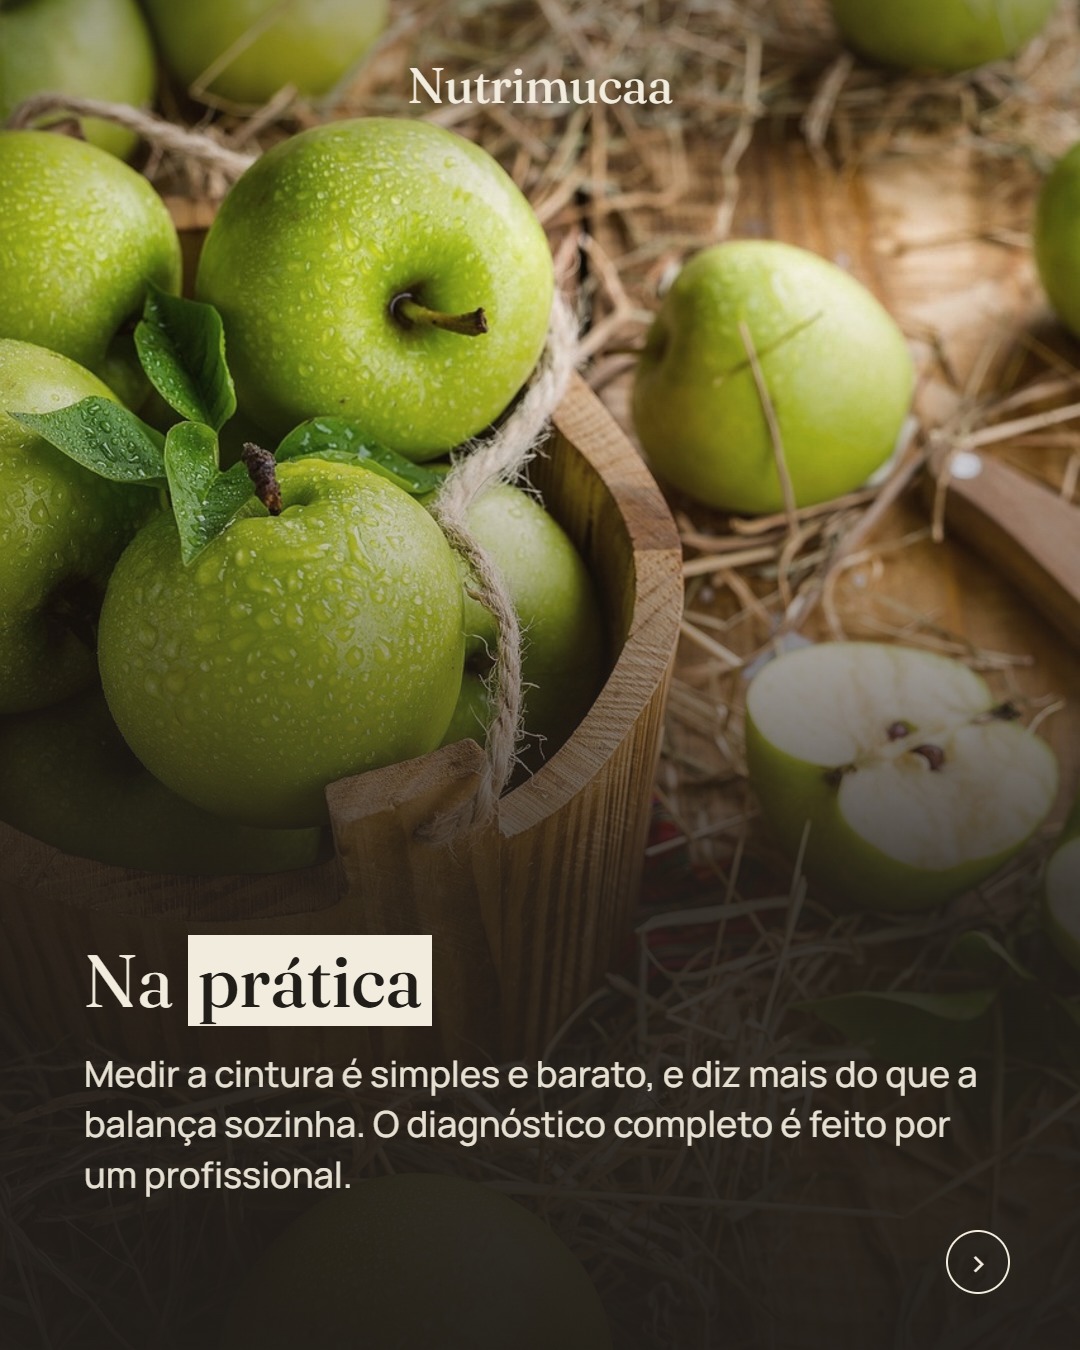 Nutrimucaa
Na prática
Medir a cintura é simples e barato, e diz mais do que a
balança sozinha. O diagnóstico completo é feito por
um profissional.